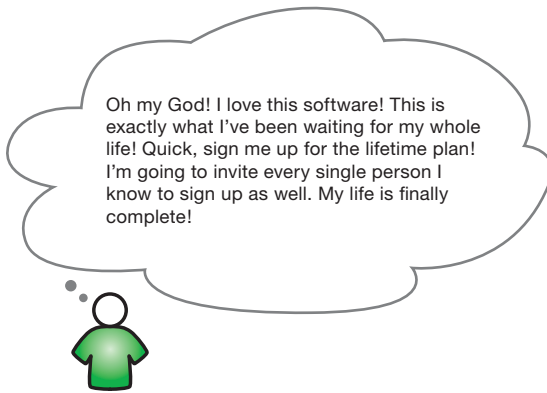 Oh my God! I love this software! This is
exactly what I've been waiting for my whole
life! Quick, sign me up for the lifetime plan!
I'm going to invite every single person I
know to sign up as well. My life is finally
complete!